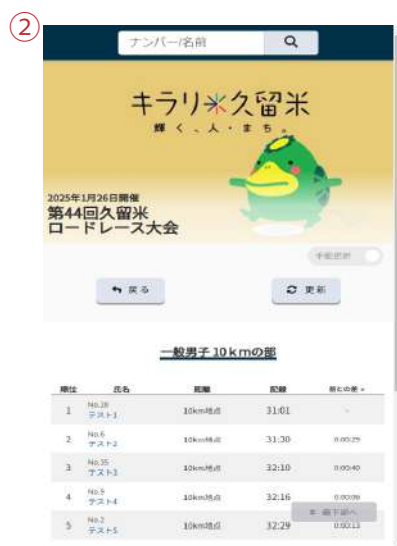 ②
ナンバー/名前
キラリ*久留米
輝く、人・まち。
2025年1月26日開催
第44回久留米
ロードレース大会
手動更新
戻る
更新
一般男子 10kmの部
順位 氏名 距離 記録 前との差
1 No.28 テスト1 10km地点 31:01 -
2 No.6 テスト2 10km地点 31:30 0:00:29
3 No.35 テスト3 10km地点 32:10 0:00:40
4 No.9 テスト4 10km地点 32:16 0:00:06
最下部へ
5 No.2 テスト5 10km地点 32:29 0:00:13